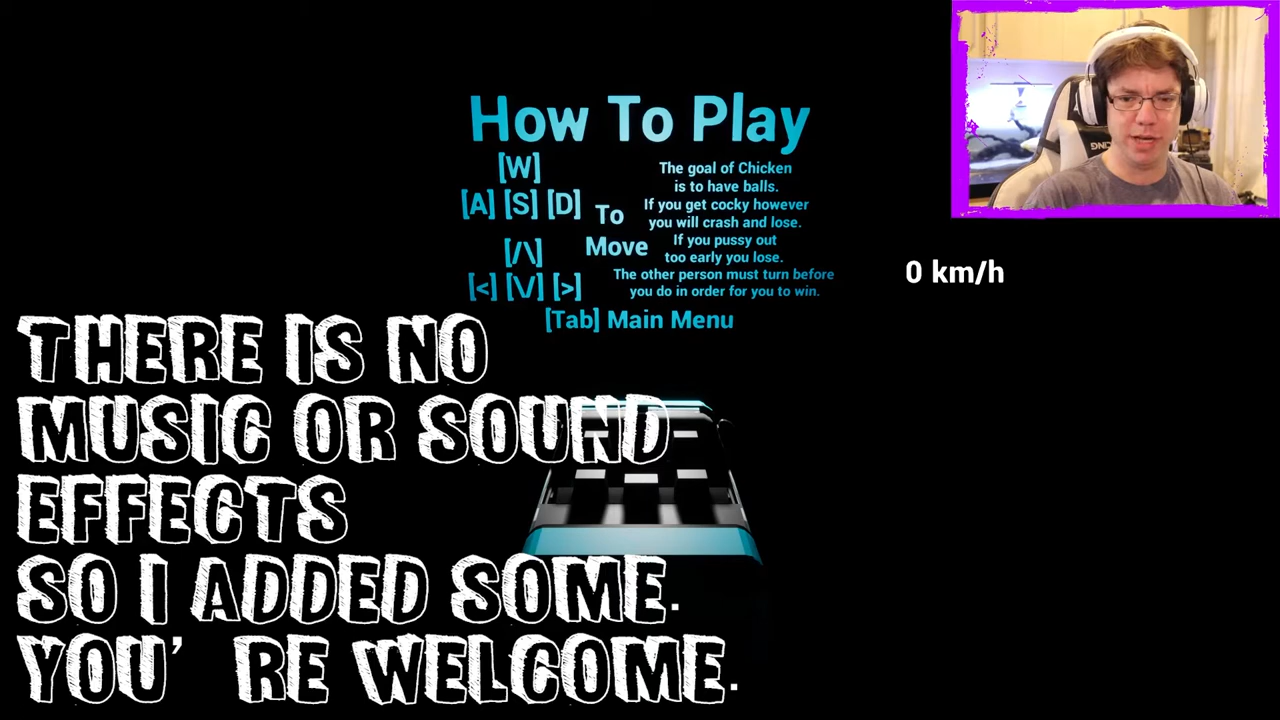 How To Play
[W]
[A] [S] [D]
[/\]
[<] [\/] [>]
To
Move
The goal of Chicken
is to have balls.
If you get cocky however
you will crash and lose.
If you pussy out
too early you lose.
The other person must turn before
you do in order for you to win.
[Tab] Main Menu
0 km/h
THERE IS NO
MUSIC OR SOUND
EFFECTS
SO I ADDED SOME.
YOU' RE WELCOME.